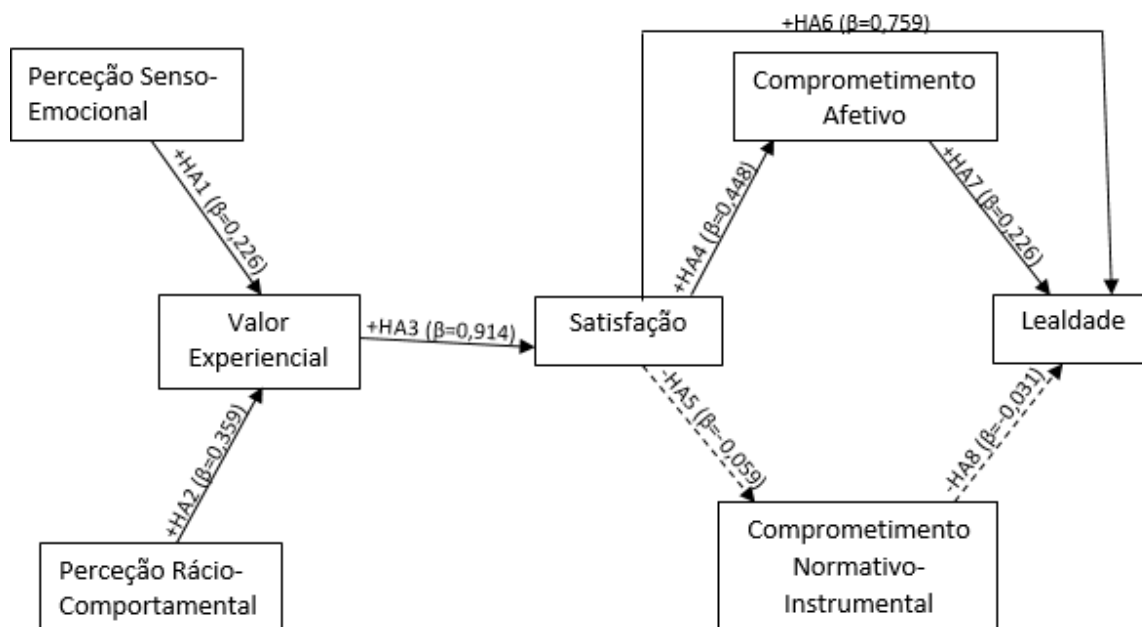 +HA6 (β=0,759)
Perceção Senso-
Emocional
Comprometimento
Afetivo
+HA1 (β=0,226)
+HA4 (β=0,448)
+HA7 (β=0,226)
Valor
Experiencial
+HA3 (β=0,914)
Satisfação
Lealdade
+HA2 (β=0,359)
-HA5 (β=-0,059)
-HA8 (β=-0,031)
Perceção Rácio-
Comportamental
Comprometimento
Normativo-
Instrumental